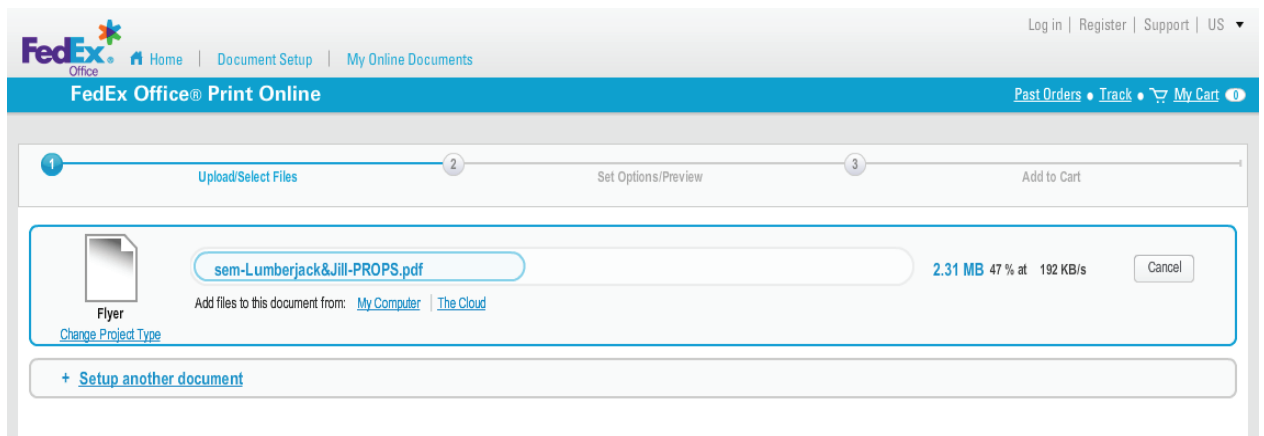 Log in | Register | Support | US
FedEx®
Office
Home | Document Setup | My Online Documents
FedEx Office® Print Online
Past Orders • Track • My Cart 0
1
2
3
Upload/Select Files
Set Options/Preview
Add to Cart
sem-Lumberjack&Jill-PROPS.pdf
2.31 MB 47 % at 192 KB/s
Cancel
Add files to this document from: My Computer | The Cloud
Flyer
Change Project Type
+ Setup another document